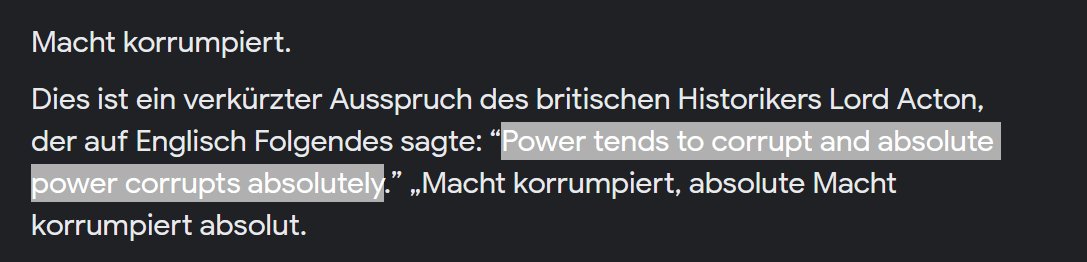 Macht korrumpiert.
Dies ist ein verkürzter Ausspruch des britischen Historikers Lord Acton,
der auf Englisch Folgendes sagte: “Power tends to corrupt and absolute
power corrupts absolutely.” „Macht korrumpiert, absolute Macht
korrumpiert absolut.